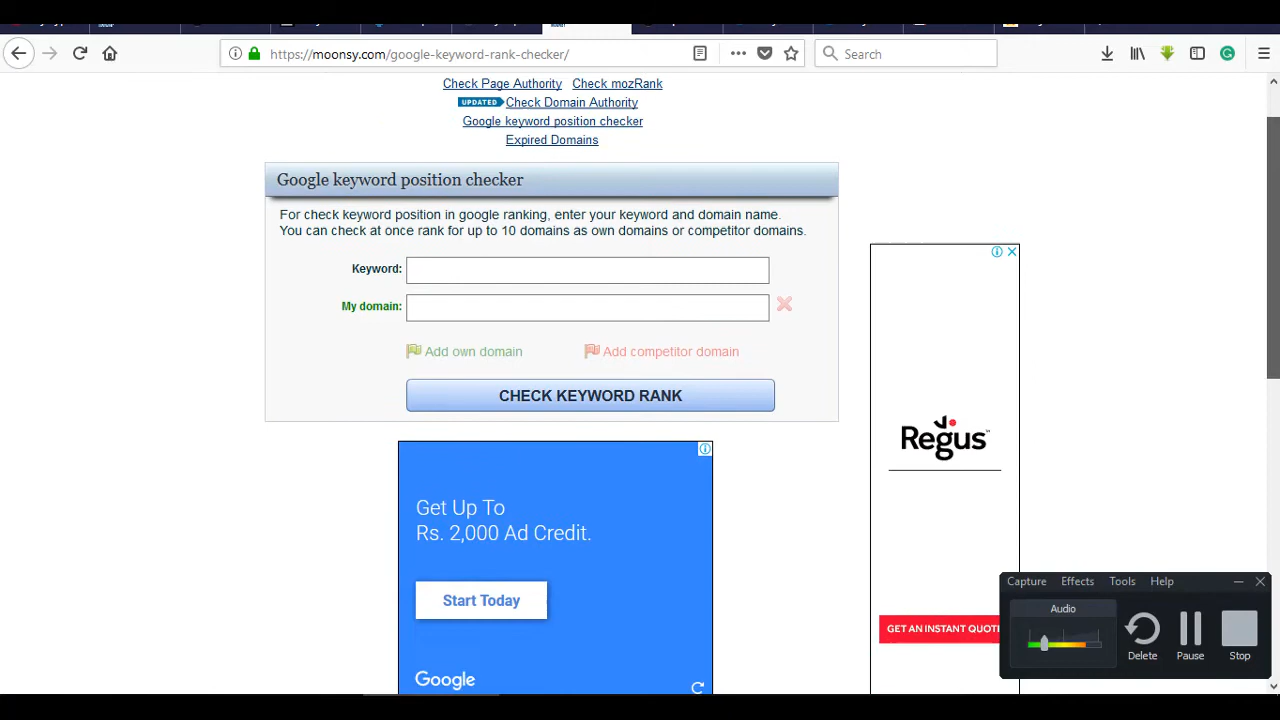 https://moonsy.com/google-keyword-rank-checker/
Search
Check Page Authority Check mozRank
UPDATED Check Domain Authority
Google keyword position checker
Expired Domains
Google keyword position checker
For check keyword position in google ranking, enter your keyword and domain name.
You can check at once rank for up to 10 domains as own domains or competitor domains.
Keyword:
My domain:
Add own domain Add competitor domain
CHECK KEYWORD RANK
Get Up To
Rs. 2,000 Ad Credit.
Start Today
Google
Regus
GET AN INSTANT QUOTE
Capture Effects Tools Help
Audio
Delete Pause Stop